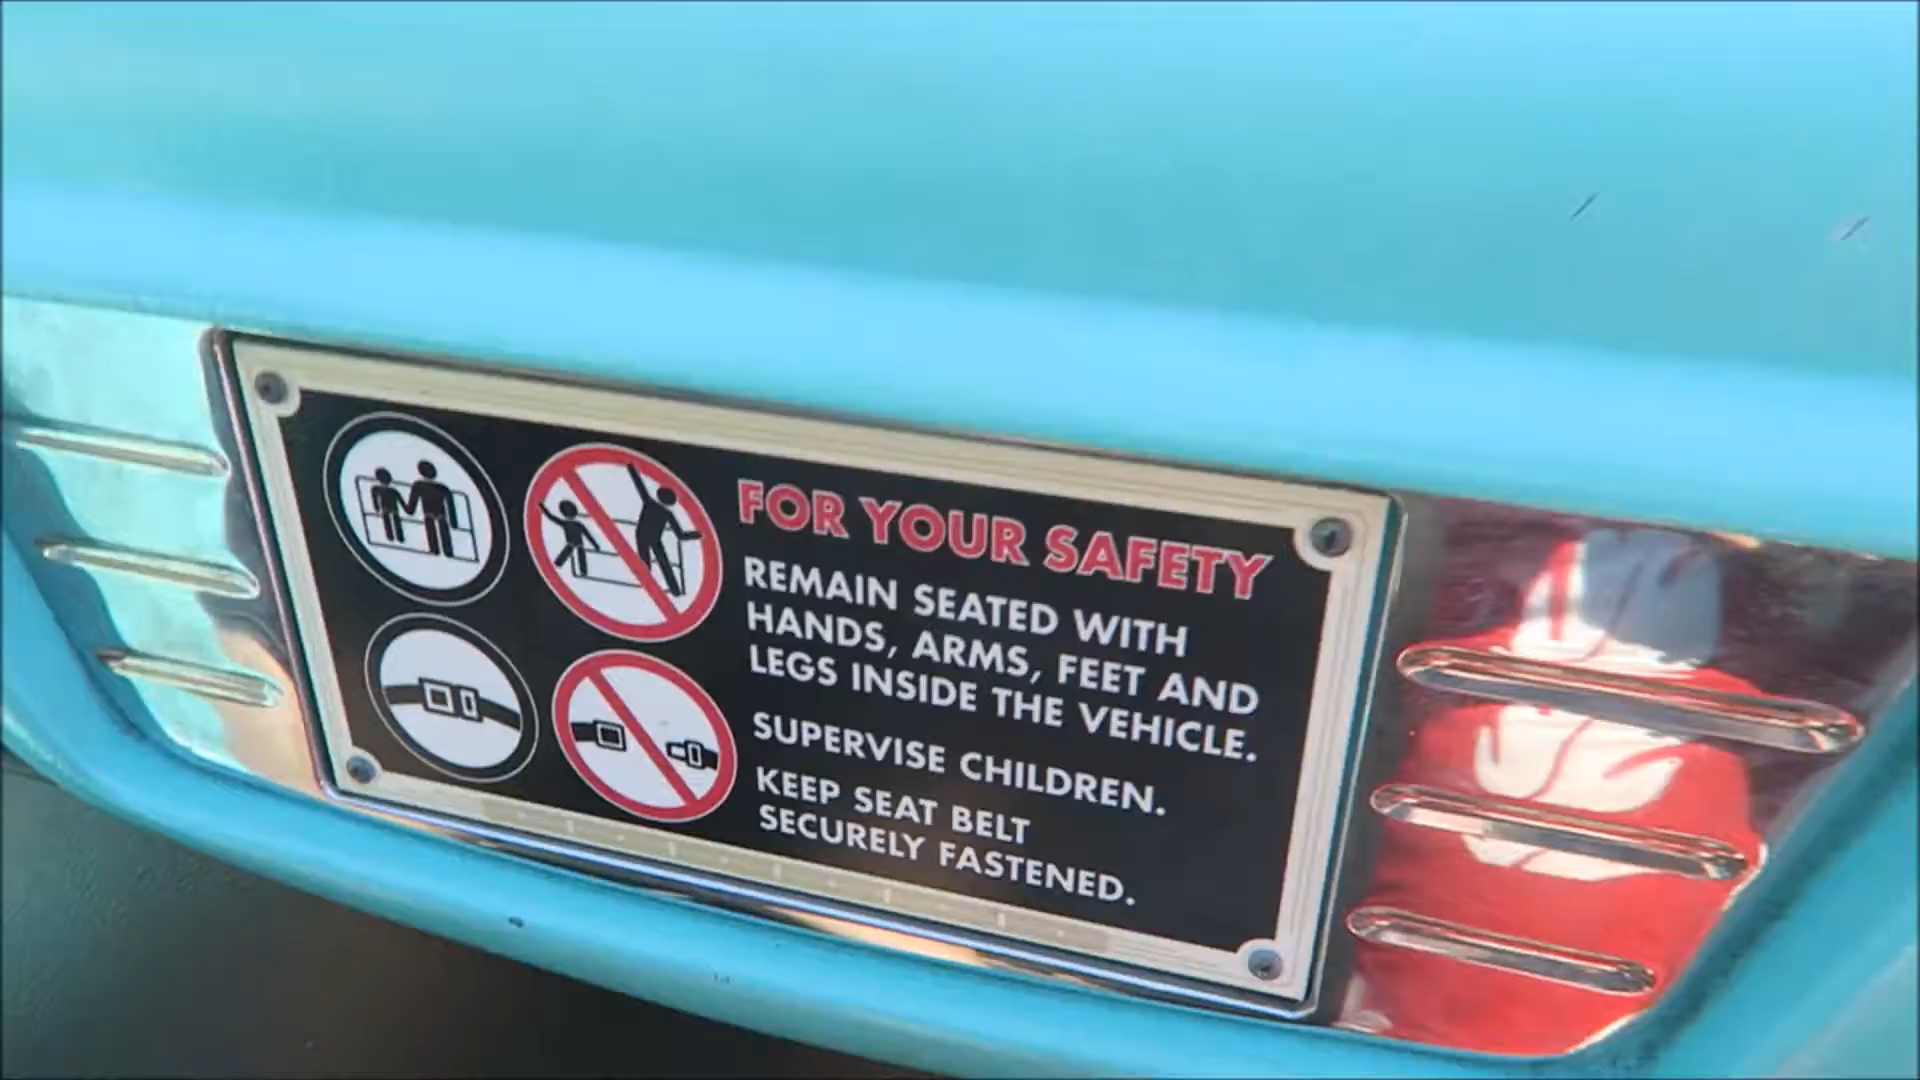 FOR YOUR SAFETY
REMAIN SEATED WITH
HANDS, ARMS, FEET AND
LEGS INSIDE THE VEHICLE.
SUPERVISE CHILDREN.
KEEP SEAT BELT
SECURELY FASTENED.